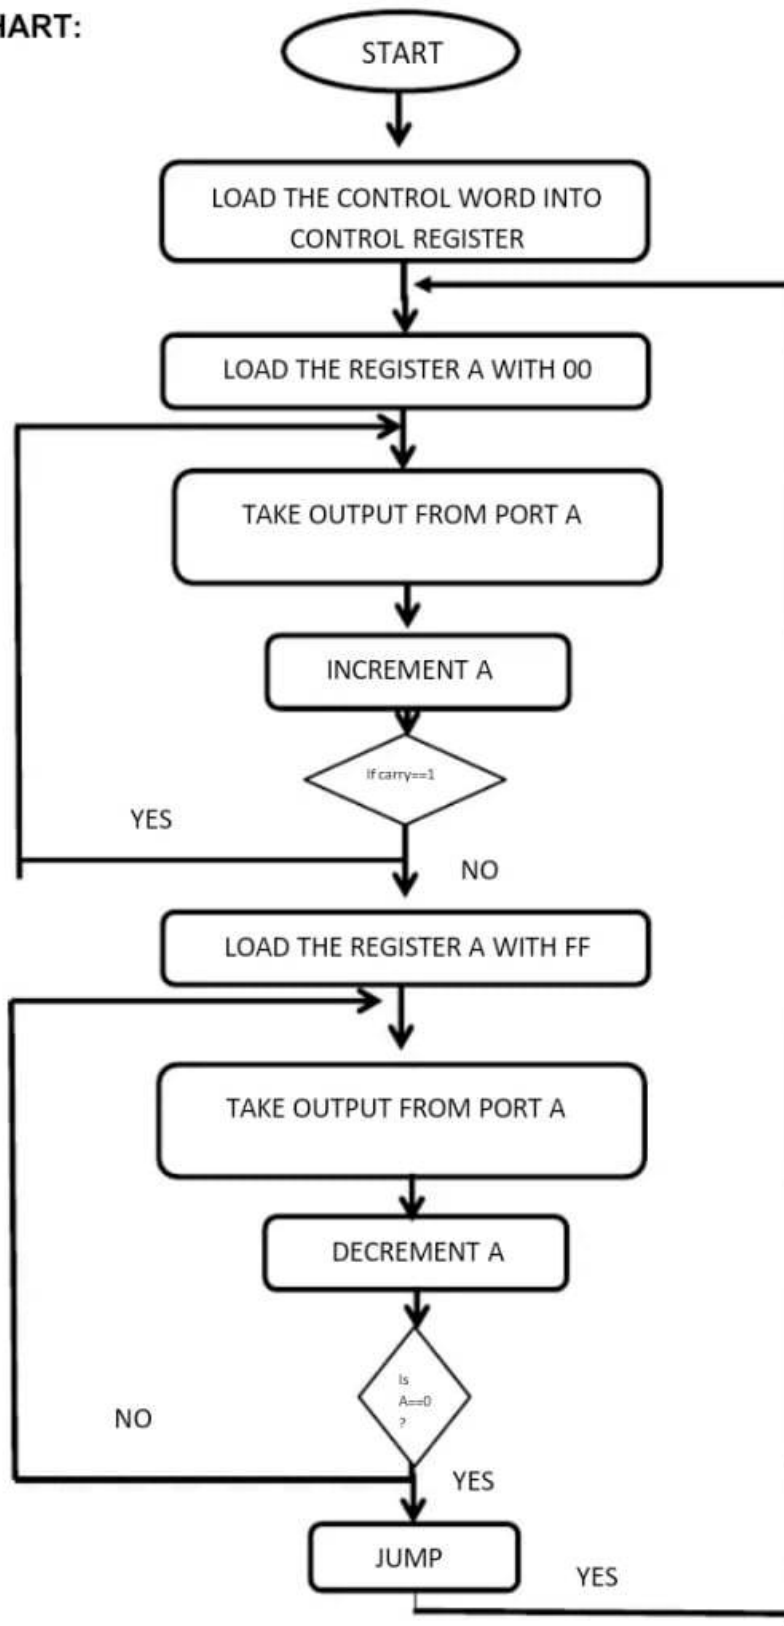 HART:
START
LOAD THE CONTROL WORD INTO
CONTROL REGISTER
LOAD THE REGISTER A WITH 00
TAKE OUTPUT FROM PORT A
INCREMENT A
If carry==1
YES
NO
LOAD THE REGISTER A WITH FF
TAKE OUTPUT FROM PORT A
DECREMENT A
Is
A==0
?
NO
YES
JUMP
YES